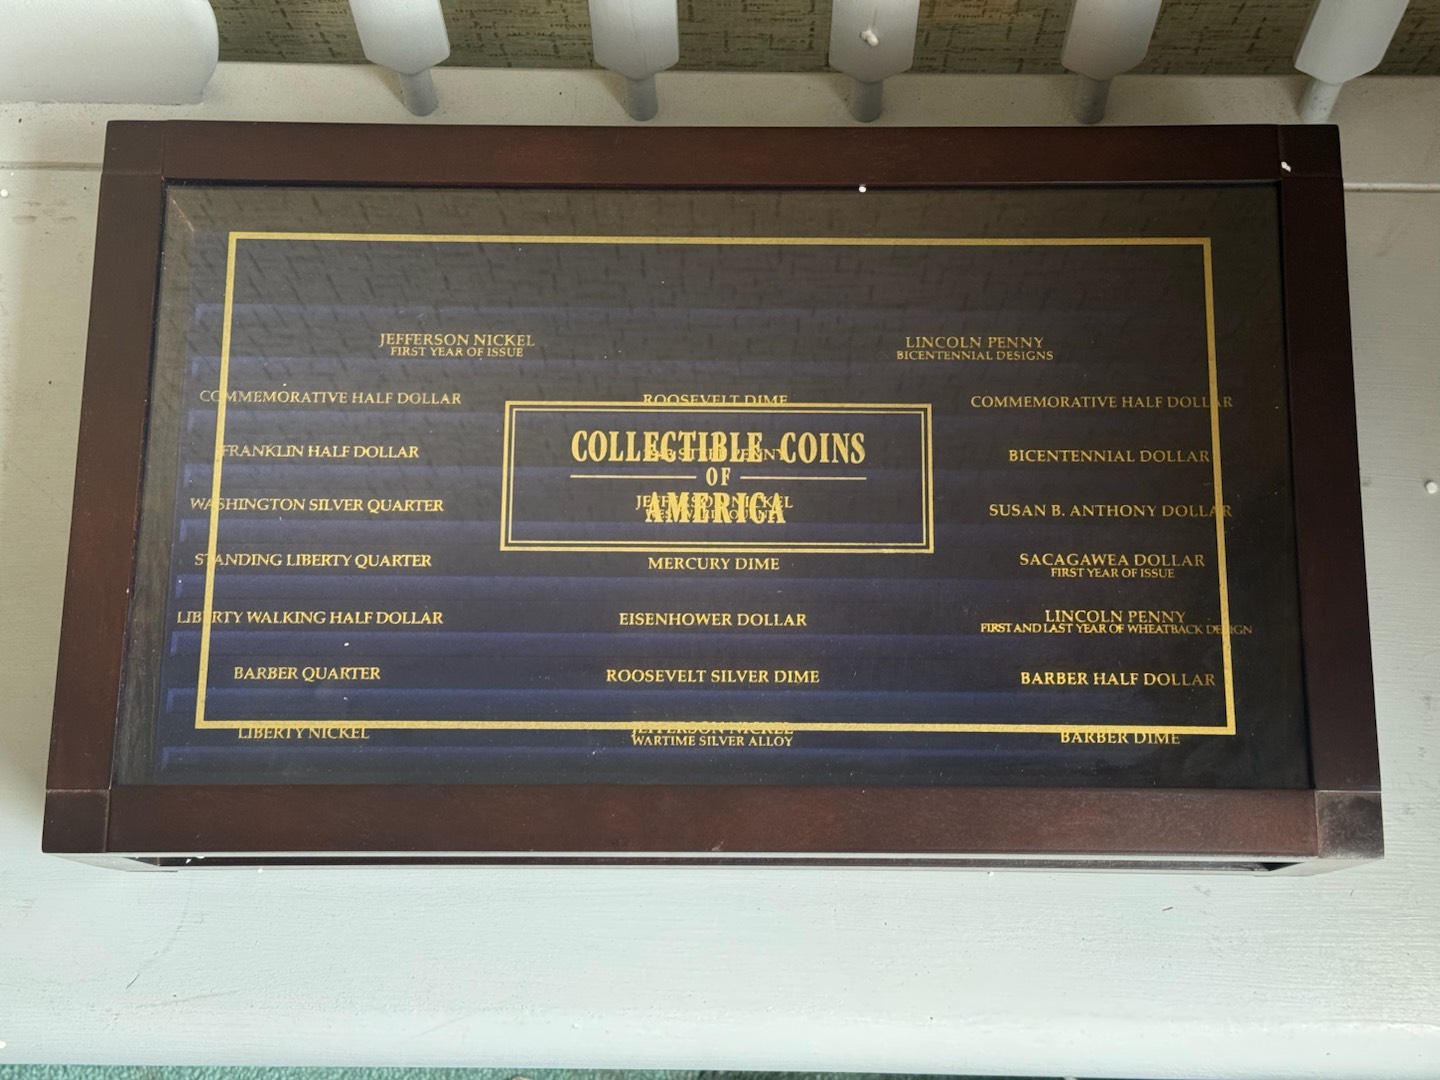 JEFFERSON NICKEL
FIRST YEAR OF ISSUE
LINCOLN PENNY
BICENTENNIAL DESIGNS
COMMEMORATIVE HALF DOLLAR
ROOSEVELT DIME
COMMEMORATIVE HALF DOLLAR
COLLECTIBLE COINS
OF
AMERICA
FRANKLIN HALF DOLLAR
PENNY
BICENTENNIAL DOLLAR
WASHINGTON SILVER QUARTER
JEFFERSON NICKEL
SUSAN B. ANTHONY DOLLAR
STANDING LIBERTY QUARTER
MERCURY DIME
SACAGAWEA DOLLAR
FIRST YEAR OF ISSUE
LIBERTY WALKING HALF DOLLAR
EISENHOWER DOLLAR
LINCOLN PENNY
FIRST AND LAST YEAR OF WHEATBACK DESIGN
BARBER QUARTER
ROOSEVELT SILVER DIME
BARBER HALF DOLLAR
LIBERTY NICKEL
JEFFERSON NICKEL
WARTIME SILVER ALLOY
BARBER DIME